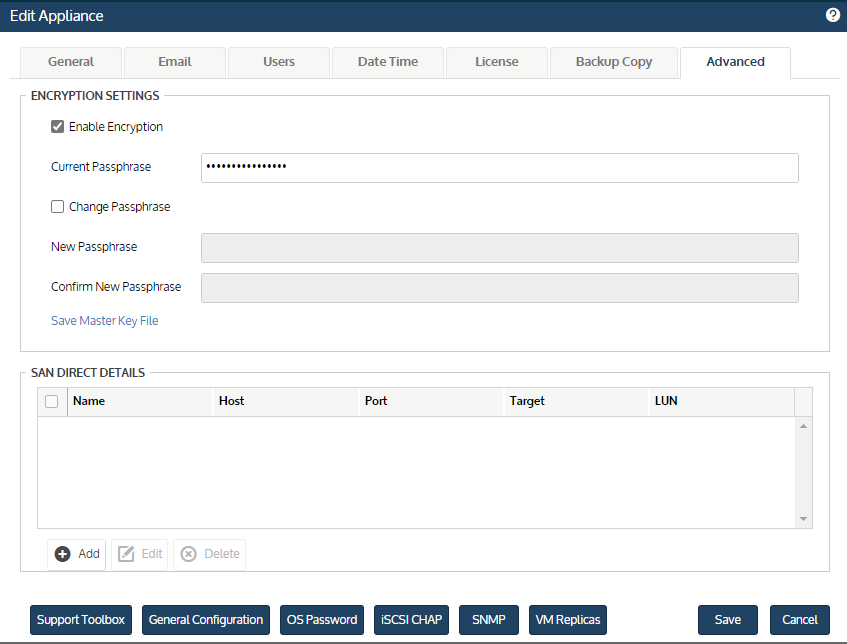 Edit Appliance
General Email Users Date Time License Backup Copy Advanced
ENCRYPTION SETTINGS
Enable Encryption
Current Passphrase ••••••••••••••••
Change Passphrase
New Passphrase
Confirm New Passphrase
Save Master Key File
SAN DIRECT DETAILS
Name Host Port Target LUN
Add Edit Delete
Support Toolbox General Configuration OS Password iSCSI CHAP SNMP VM Replicas Save Cancel